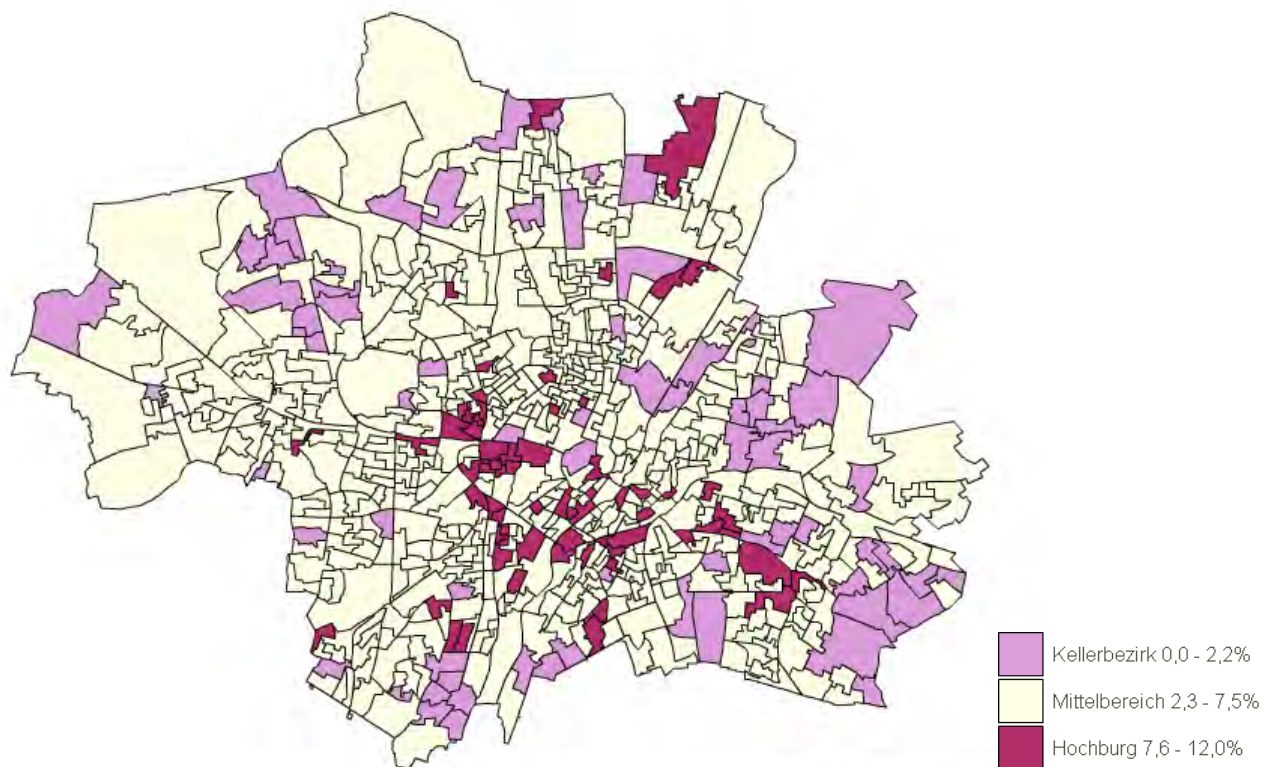 Kellerbezirk 0,0 - 2,2%
Mittelbereich 2,3 - 7,5%
Hochburg 7,6 - 12,0%